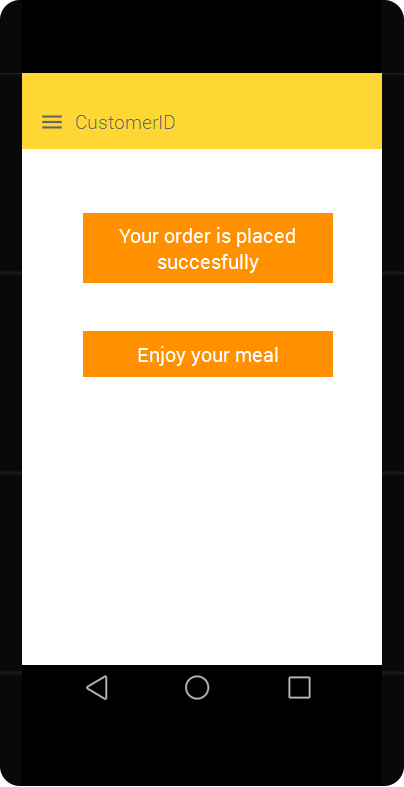 CustomerID
Your order is placed
succesfully
Enjoy your meal